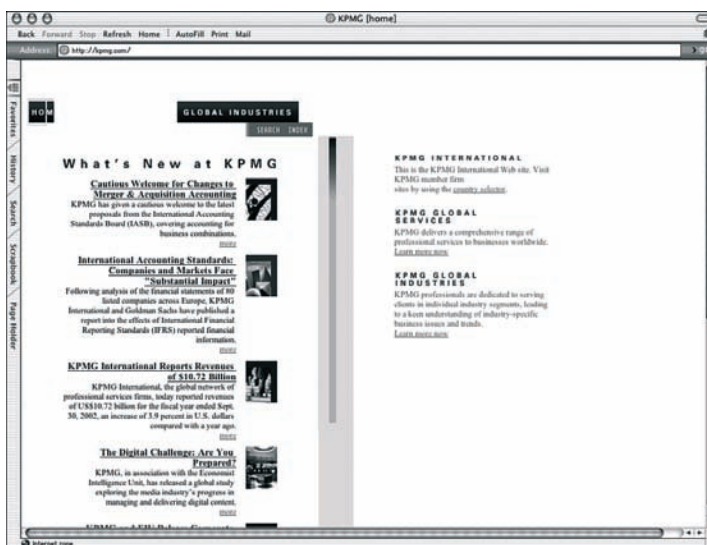 KPMG [home]
Back Forward Stop Refresh Home AutoFill Print Mail
Address: http://kpmg.com/
Favorites
History
Search
Scrapbook
Page Holder
HOM
GLOBAL INDUSTRIES
SEARCH INDEX
What's New at KPMG
Cautious Welcome for Changes to
Merger & Acquisition Accounting
KPMG has given a cautious welcome to the latest
proposals from the International Accounting
Standards Board (IASB), covering accounting for
business combinations.
more
International Accounting Standards:
Companies and Markets Face
"Substantial Impact"
Following analysis of the financial statements of 80
listed companies across Europe, KPMG
International and Goldman Sachs have published a
report into the effects of International Financial
Reporting Standards (IFRS) reported financial
information.
more
KPMG International Reports Revenues
of $10.72 Billion
KPMG International, the global network of
professional services firms, today reported revenues
of US$10.72 billion for the fiscal year ended Sept.
30, 2002, an increase of 3.9 percent in U.S. dollars
compared with a year ago.
more
The Digital Challenge: Are You
Prepared?
KPMG, in association with the Economist
Intelligence Unit, has released a global study
exploring the media industry's progress in
managing and delivering digital content.
more
KPMG INTERNATIONAL
This is the KPMG International Web site. Visit
KPMG member firm
sites by using the country selector.
KPMG GLOBAL
SERVICES
KPMG delivers a comprehensive range of
professional services to businesses worldwide.
Learn more now
KPMG GLOBAL
INDUSTRIES
KPMG professionals are dedicated to serving
clients in individual industry segments, leading
to a keen understanding of industry-specific
business issues and trends.
Learn more now
Internet zone